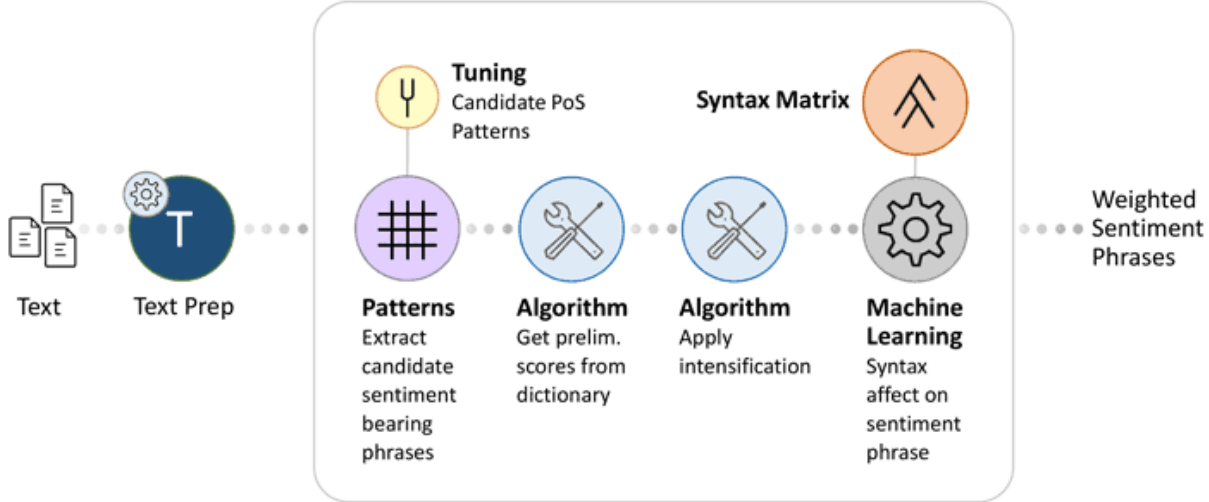 Tuning
Candidate PoS
Patterns
Syntax Matrix
T
Text
Text Prep
Patterns
Extract
candidate
sentiment
bearing
phrases
Algorithm
Get prelim.
scores from
dictionary
Algorithm
Apply
intensification
Machine
Learning
Syntax
affect on
sentiment
phrase
Weighted
Sentiment
Phrases